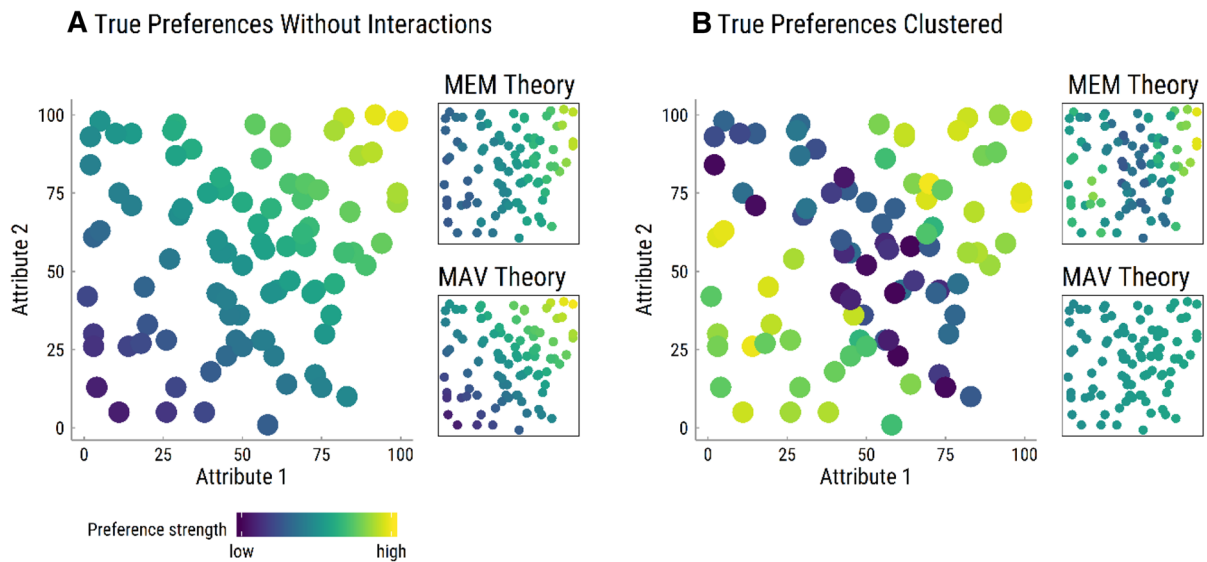 A True Preferences Without Interactions
MEM Theory
MAV Theory
Attribute 2
100
75
50
25
0
0 25 50 75 100
Attribute 1
Preference strength
low high
B True Preferences Clustered
MEM Theory
MAV Theory
Attribute 2
100
75
50
25
0
0 25 50 75 100
Attribute 1